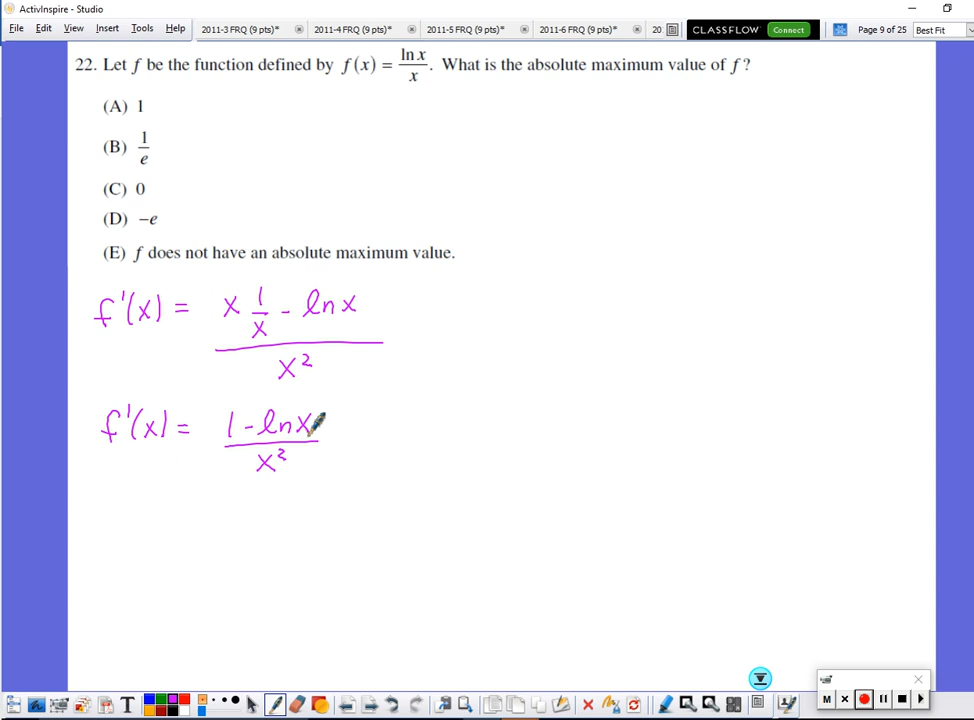 ActivInspire - Studio
File Edit View Insert Tools Help 2011-3 FRQ (9 pts)* 2011-4 FRQ (9 pts)* 2011-5 FRQ (9 pts)* 2011-6 FRQ (9 pts)* 20 CLASSFLOW Connect Page 9 of 25 Best Fit
22. Let f be the function defined by f(x) = ln x / x. What is the absolute maximum value of f?
(A) 1
(B) 1/e
(C) 0
(D) −e
(E) f does not have an absolute maximum value.
f'(x) = (x 1/x - ln x) / x²
f'(x) = (1 - ln x) / x²
T
M